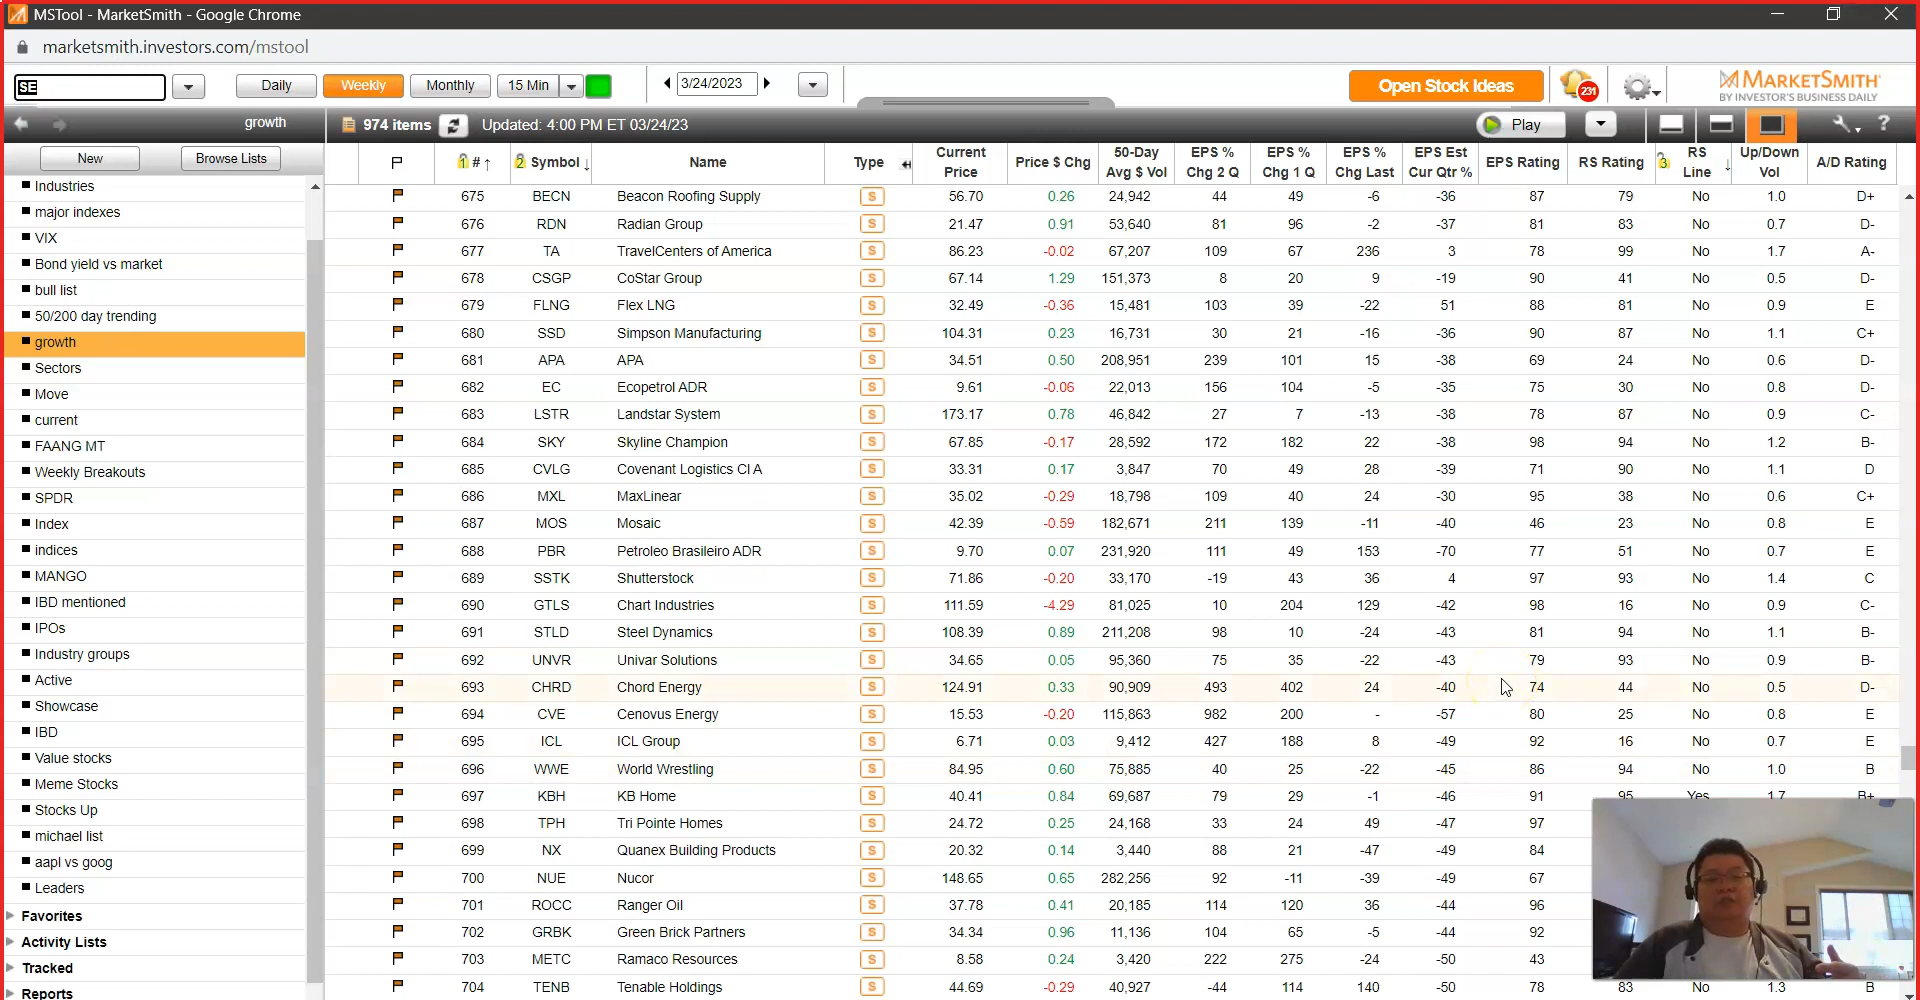 MSTool - MarketSmith - Google Chrome
marketsmith.investors.com/mstool
SE Daily Weekly Monthly 15 Min 3/24/2023 Open Stock Ideas 231 MARKETSMITH
BY INVESTOR'S BUSINESS DAILY
growth 974 items Updated: 4:00 PM ET 03/24/23 Play ?
New Browse Lists
1 # ↑ 2 Symbol ↓ Name Type Current Price Price $ Chg 50-Day Avg $ Vol EPS % Chg 2 Q EPS % Chg 1 Q EPS % Chg Last EPS Est Cur Qtr % EPS Rating RS Rating 3 RS Line ↓ Up/Down Vol A/D Rating
Industries
major indexes
VIX
Bond yield vs market
bull list
50/200 day trending
growth
Sectors
Move
current
FAANG MT
Weekly Breakouts
SPDR
Index
indices
MANGO
IBD mentioned
IPOs
Industry groups
Active
Showcase
IBD
Value stocks
Meme Stocks
Stocks Up
michael list
aapl vs goog
Leaders
Favorites
Activity Lists
Tracked
Reports
675 BECN Beacon Roofing Supply S 56.70 0.26 24,942 44 49 -6 -36 87 79 No 1.0 D+
676 RDN Radian Group S 21.47 0.91 53,640 81 96 -2 -37 81 83 No 0.7 D-
677 TA TravelCenters of America S 86.23 -0.02 67,207 109 67 236 3 78 99 No 1.7 A-
678 CSGP CoStar Group S 67.14 1.29 151,373 8 20 9 -19 90 41 No 0.5 D-
679 FLNG Flex LNG S 32.49 -0.36 15,481 103 39 -22 51 88 81 No 0.9 E
680 SSD Simpson Manufacturing S 104.31 0.23 16,731 30 21 -16 -36 90 87 No 1.1 C+
681 APA APA S 34.51 0.50 208,951 239 101 15 -38 69 24 No 0.6 D-
682 EC Ecopetrol ADR S 9.61 -0.06 22,013 156 104 -5 -35 75 30 No 0.8 D-
683 LSTR Landstar System S 173.17 0.78 46,842 27 7 -13 -38 78 87 No 0.9 C-
684 SKY Skyline Champion S 67.85 -0.17 28,592 172 182 22 -38 98 94 No 1.2 B-
685 CVLG Covenant Logistics Cl A S 33.31 0.17 3,847 70 49 28 -39 71 90 No 1.1 D
686 MXL MaxLinear S 35.02 -0.29 18,798 109 40 24 -30 95 38 No 0.6 C+
687 MOS Mosaic S 42.39 -0.59 182,671 211 139 -11 -40 46 23 No 0.8 E
688 PBR Petroleo Brasileiro ADR S 9.70 0.07 231,920 111 49 153 -70 77 51 No 0.7 E
689 SSTK Shutterstock S 71.86 -0.20 33,170 -19 43 36 4 97 93 No 1.4 C
690 GTLS Chart Industries S 111.59 -4.29 81,025 10 204 129 -42 98 16 No 0.9 C-
691 STLD Steel Dynamics S 108.39 0.89 211,208 98 10 -24 -43 81 94 No 1.1 B-
692 UNVR Univar Solutions S 34.65 0.05 95,360 75 35 -22 -43 79 93 No 0.9 B-
693 CHRD Chord Energy S 124.91 0.33 90,909 493 402 24 -40 74 44 No 0.5 D-
694 CVE Cenovus Energy S 15.53 -0.20 115,863 982 200 - -57 80 25 No 0.8 E
695 ICL ICL Group S 6.71 0.03 9,412 427 188 8 -49 92 16 No 0.7 E
696 WWE World Wrestling S 84.95 0.60 75,885 40 25 -22 -45 86 94 No 1.0 B
697 KBH KB Home S 40.41 0.84 69,687 79 29 -1 -46 91 95 Yes 1.7 B+
698 TPH Tri Pointe Homes S 24.72 0.25 24,168 33 24 49 -47 97
699 NX Quanex Building Products S 20.32 0.14 3,440 88 21 -47 -49 84
700 NUE Nucor S 148.65 0.65 282,256 92 -11 -39 -49 67
701 ROCC Ranger Oil S 37.78 0.41 20,185 114 120 36 -44 96
702 GRBK Green Brick Partners S 34.34 0.96 11,136 104 65 -5 -44 92
703 METC Ramaco Resources S 8.58 0.24 3,420 222 275 -24 -50 43
704 TENB Tenable Holdings S 44.69 -0.29 40,927 -44 114 140 -50 78 83 No 1.3 B